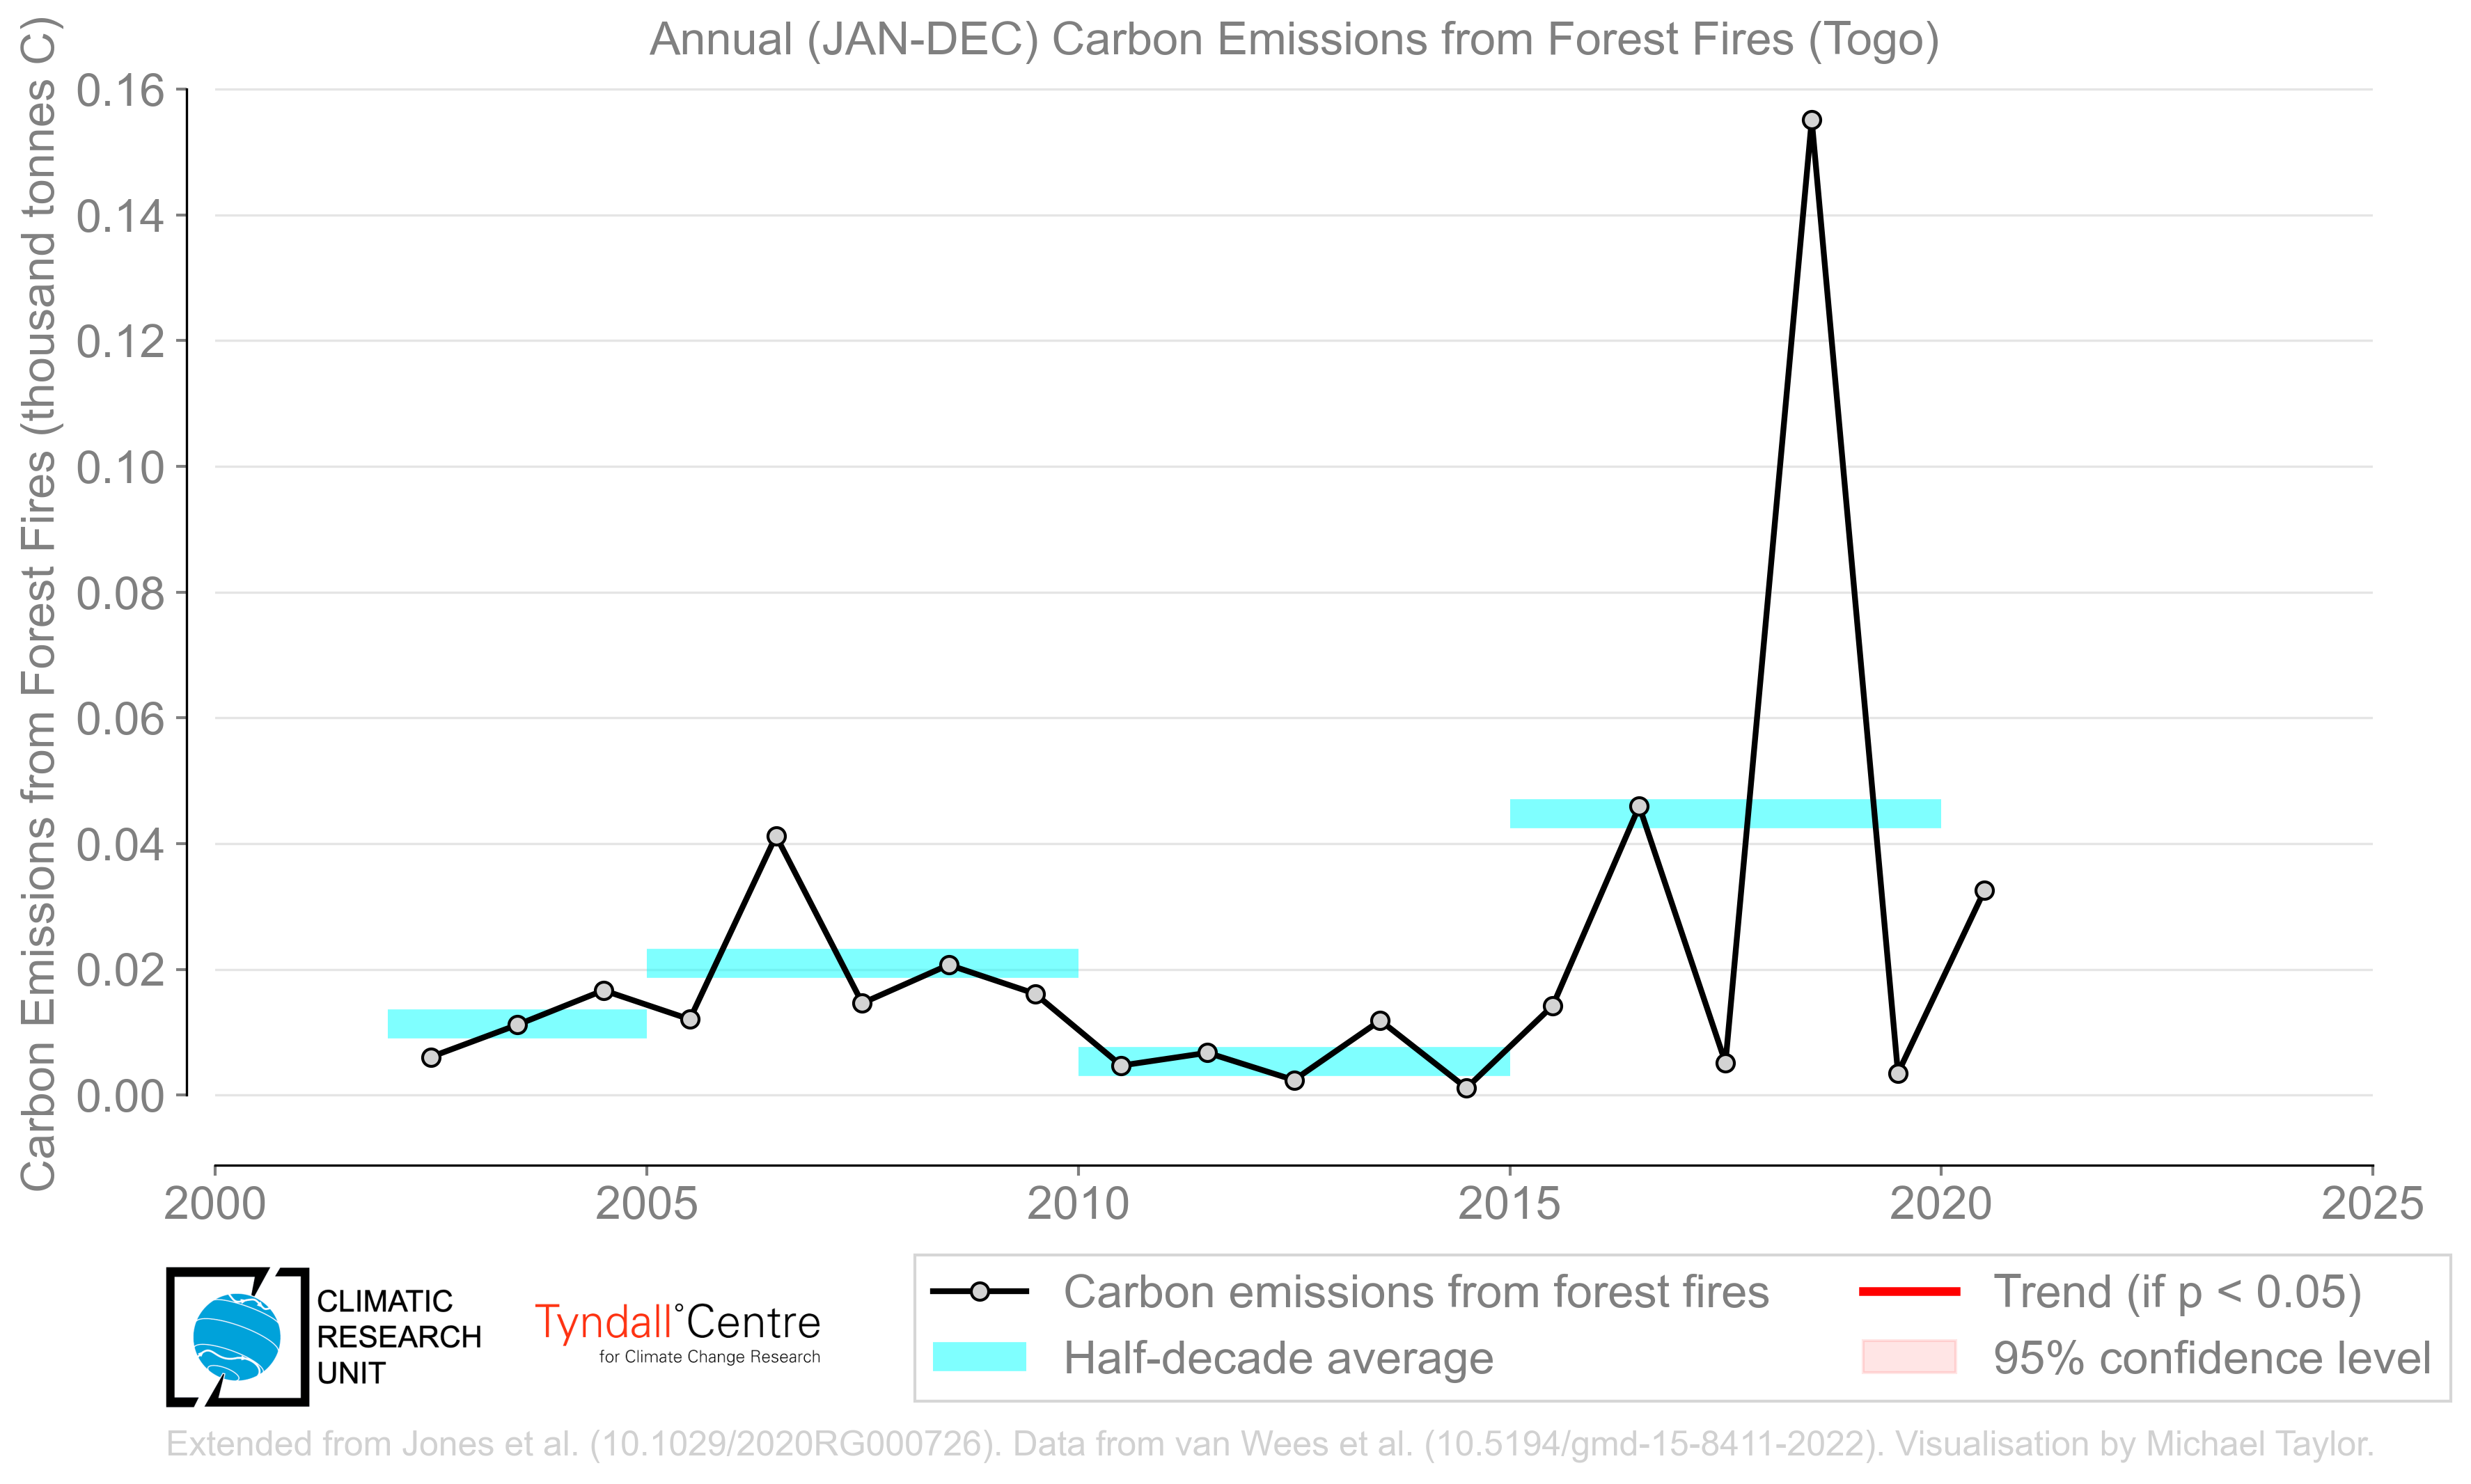 Annual (JAN-DEC) Carbon Emissions from Forest Fires (Togo)
Carbon Emissions from Forest Fires (thousand tonnes C)
0.16
0.14
0.12
0.10
0.08
0.06
0.04
0.02
0.00
2000
2005
2010
2015
2020
2025
CLIMATIC
RESEARCH
UNIT
Tyndall°Centre
for Climate Change Research
Carbon emissions from forest fires
Half-decade average
Trend (if p < 0.05)
95% confidence level
Extended from Jones et al. (10.1029/2020RG000726). Data from van Wees et al. (10.5194/gmd-15-8411-2022). Visualisation by Michael Taylor.